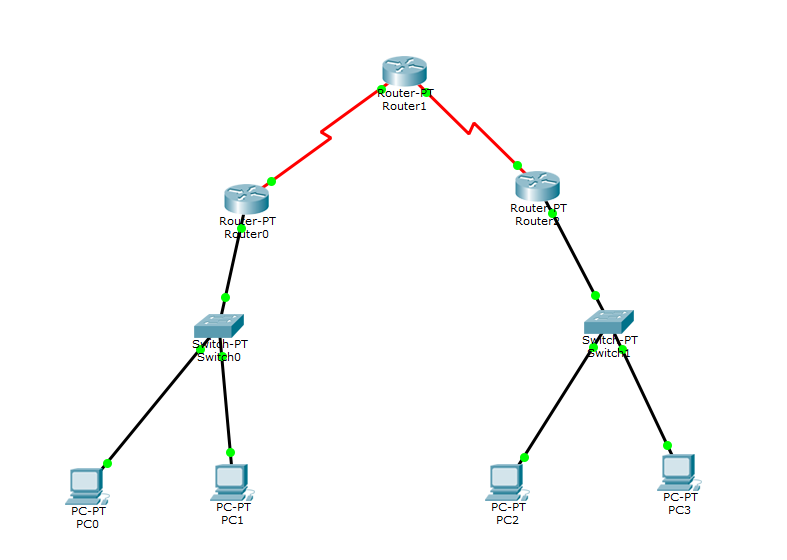 Router-PT
Router1
Router-PT
Router0
Router-PT
Router2
Switch-PT
Switch0
Switch-PT
Switch1
PC-PT
PC0
PC-PT
PC1
PC-PT
PC2
PC-PT
PC3